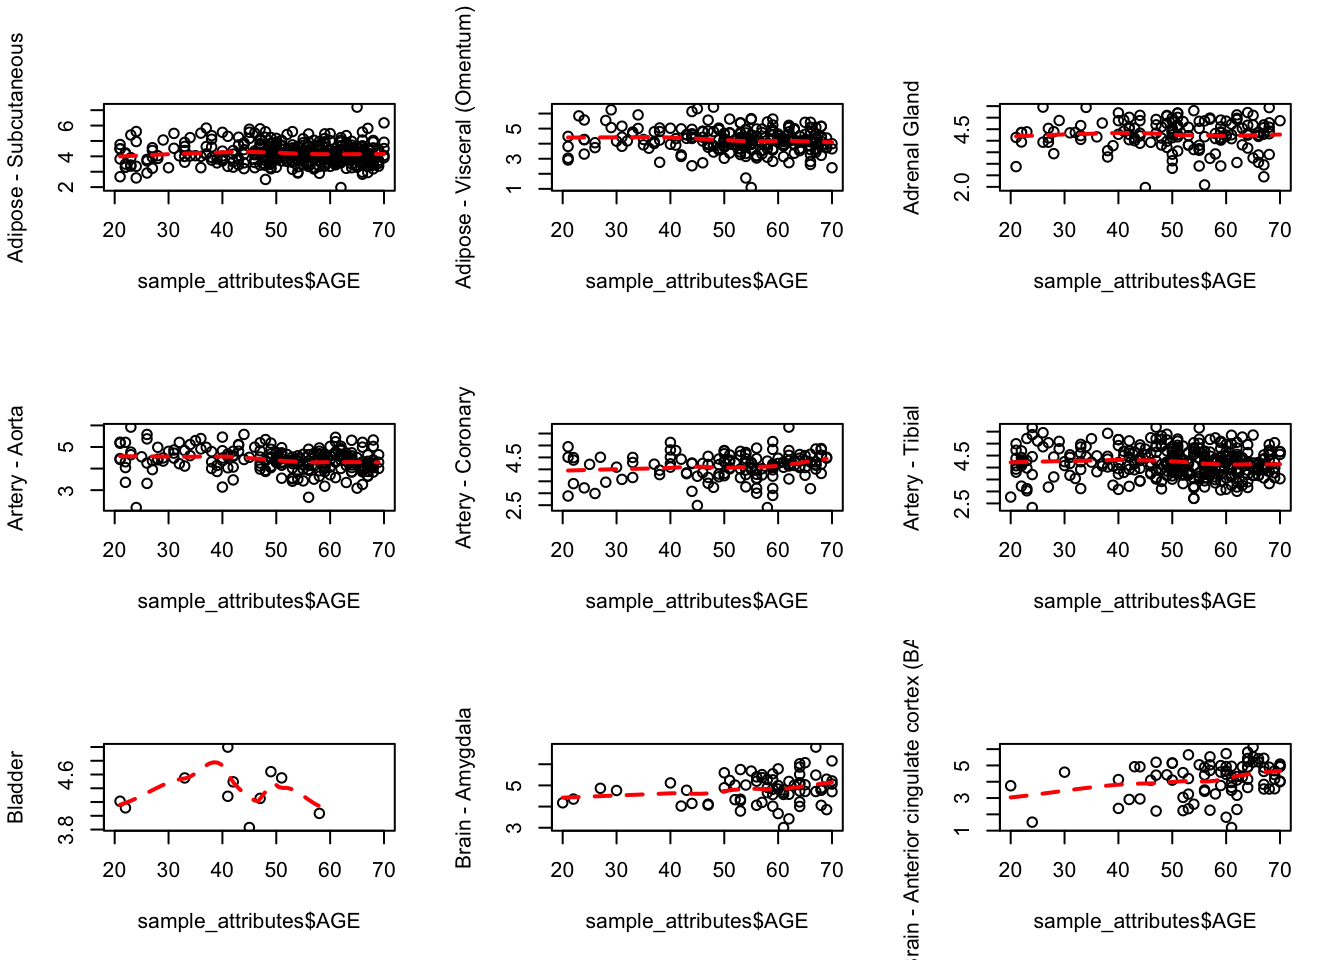 Adipose - Subcutaneous
2 4 6
20 30 40 50 60 70
sample_attributes$AGE
Adipose - Visceral (Omentum)
1 3 5
20 30 40 50 60 70
sample_attributes$AGE
Adrenal Gland
2.0 4.5
20 30 40 50 60 70
sample_attributes$AGE
Artery - Aorta
3 5
20 30 40 50 60 70
sample_attributes$AGE
Artery - Coronary
2.5 4.5
20 30 40 50 60 70
sample_attributes$AGE
Artery - Tibial
2.5 4.5
20 30 40 50 60 70
sample_attributes$AGE
Bladder
3.8 4.6
20 30 40 50 60 70
sample_attributes$AGE
Brain - Amygdala
3 5
20 30 40 50 60 70
sample_attributes$AGE
rain - Anterior cingulate cortex (BA
1 3 5
20 30 40 50 60 70
sample_attributes$AGE